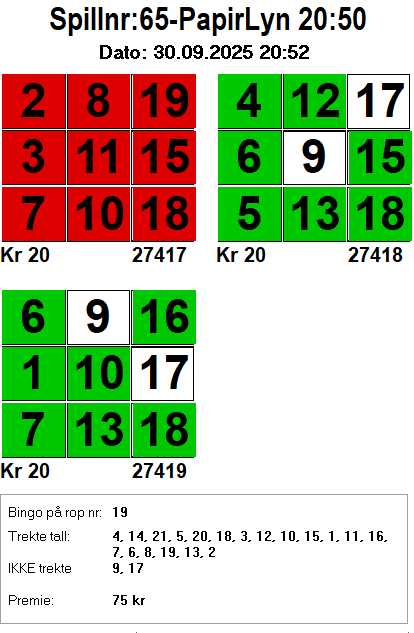 Spillnr:65-PapirLyn 20:50
Dato: 30.09.2025 20:52
2 8 19
3 11 15
7 10 18
Kr 20 27417
4 12 17
6 9 15
5 13 18
Kr 20 27418
6 9 16
1 10 17
7 13 18
Kr 20 27419
Bingo på rop nr: 19
Trekte tall: 4, 14, 21, 5, 20, 18, 3, 12, 10, 15, 1, 11, 16,
7, 6, 8, 19, 13, 2
IKKE trekte 9, 17
Premie: 75 kr